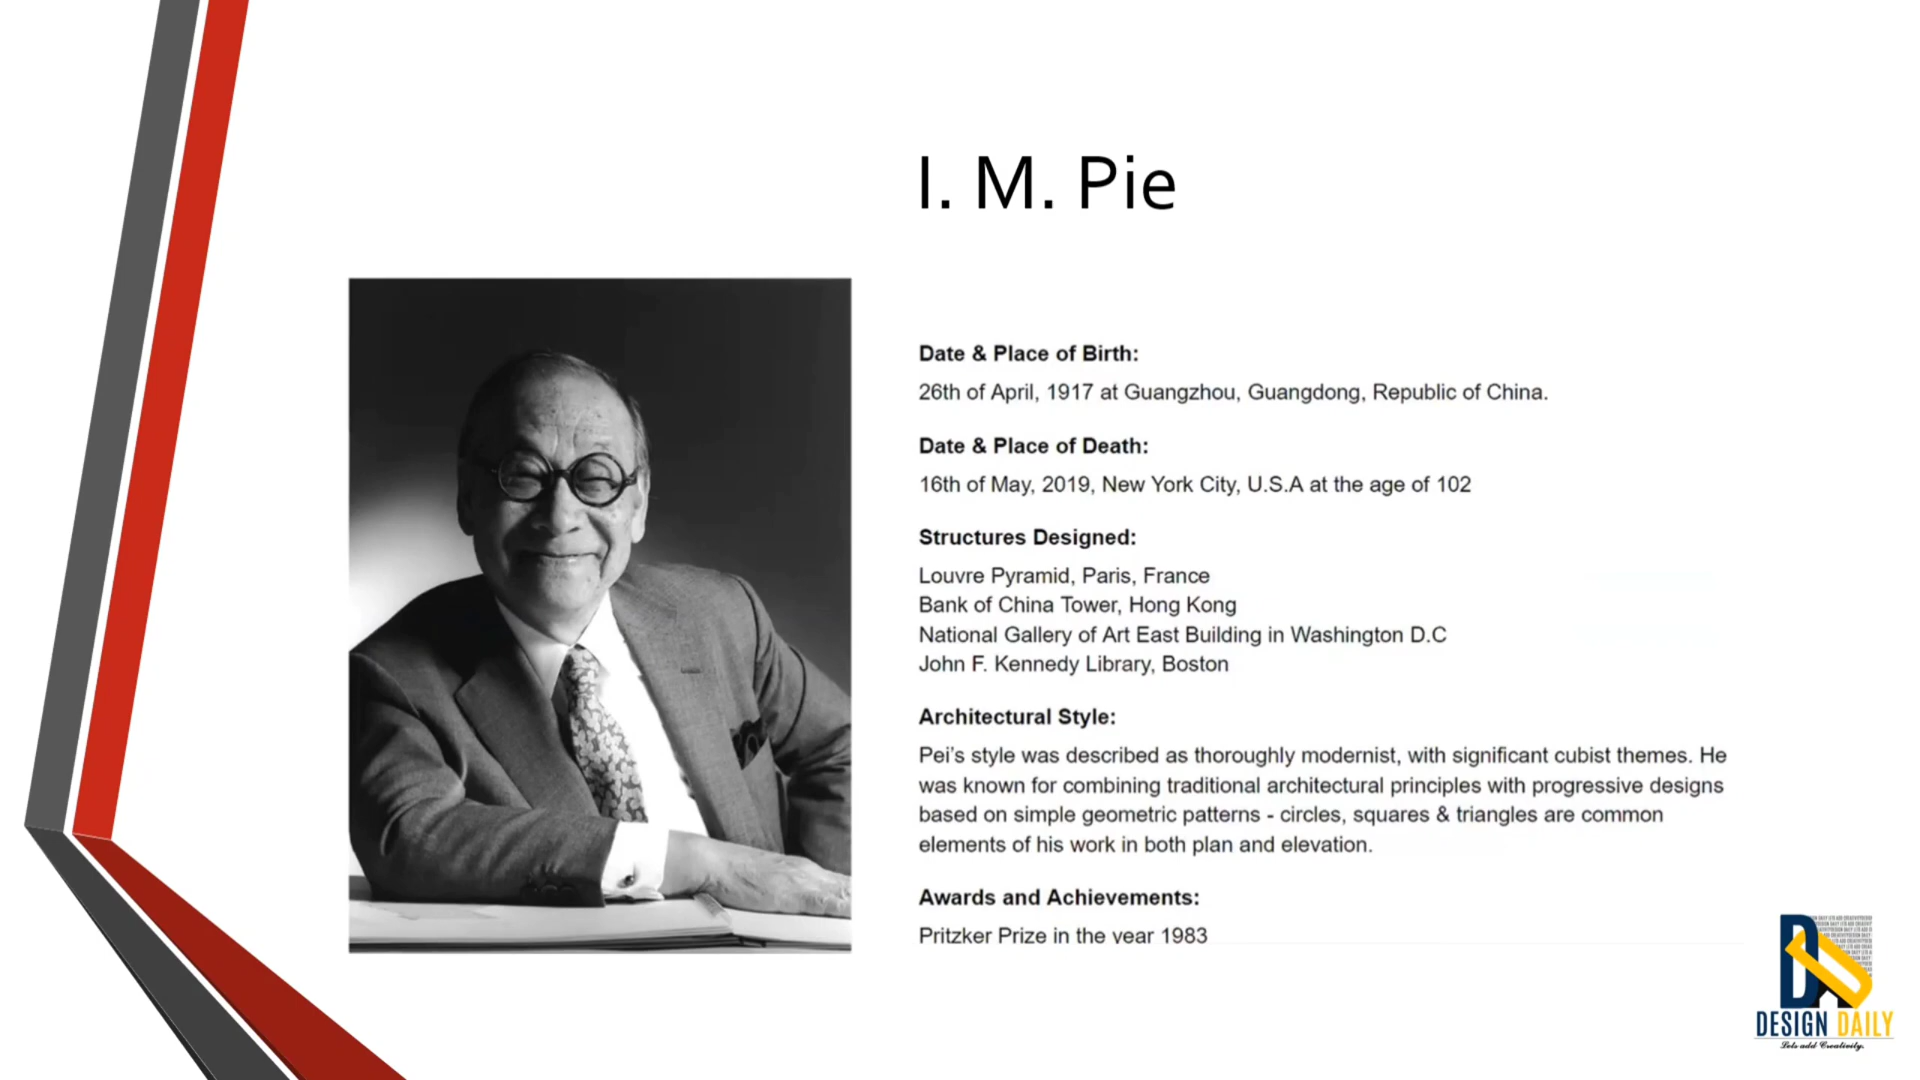 I. M. Pie
Date & Place of Birth:
26th of April, 1917 at Guangzhou, Guangdong, Republic of China.
Date & Place of Death:
16th of May, 2019, New York City, U.S.A at the age of 102
Structures Designed:
Louvre Pyramid, Paris, France
Bank of China Tower, Hong Kong
National Gallery of Art East Building in Washington D.C
John F. Kennedy Library, Boston
Architectural Style:
Pei's style was described as thoroughly modernist, with significant cubist themes. He
was known for combining traditional architectural principles with progressive designs
based on simple geometric patterns - circles, squares & triangles are common
elements of his work in both plan and elevation.
Awards and Achievements:
Pritzker Prize in the year 1983
DESIGN DAILY
Lets add Creativity.